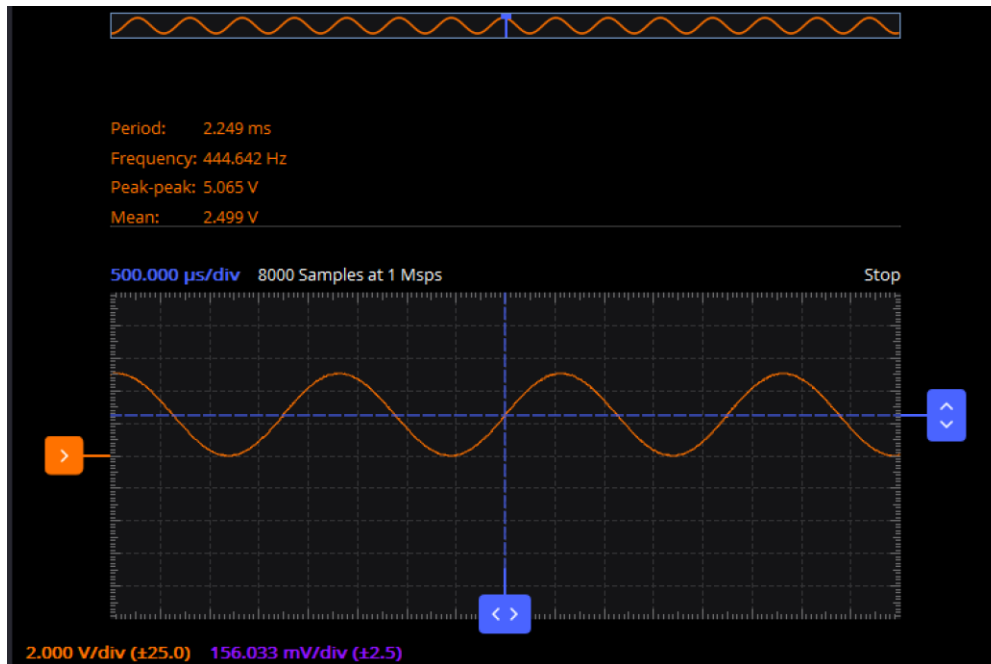 Period: 2.249 ms
Frequency: 444.642 Hz
Peak-peak: 5.065 V
Mean: 2.499 V
500.000 µs/div 8000 Samples at 1 Msps Stop
2.000 V/div (±25.0) 156.033 mV/div (±2.5)